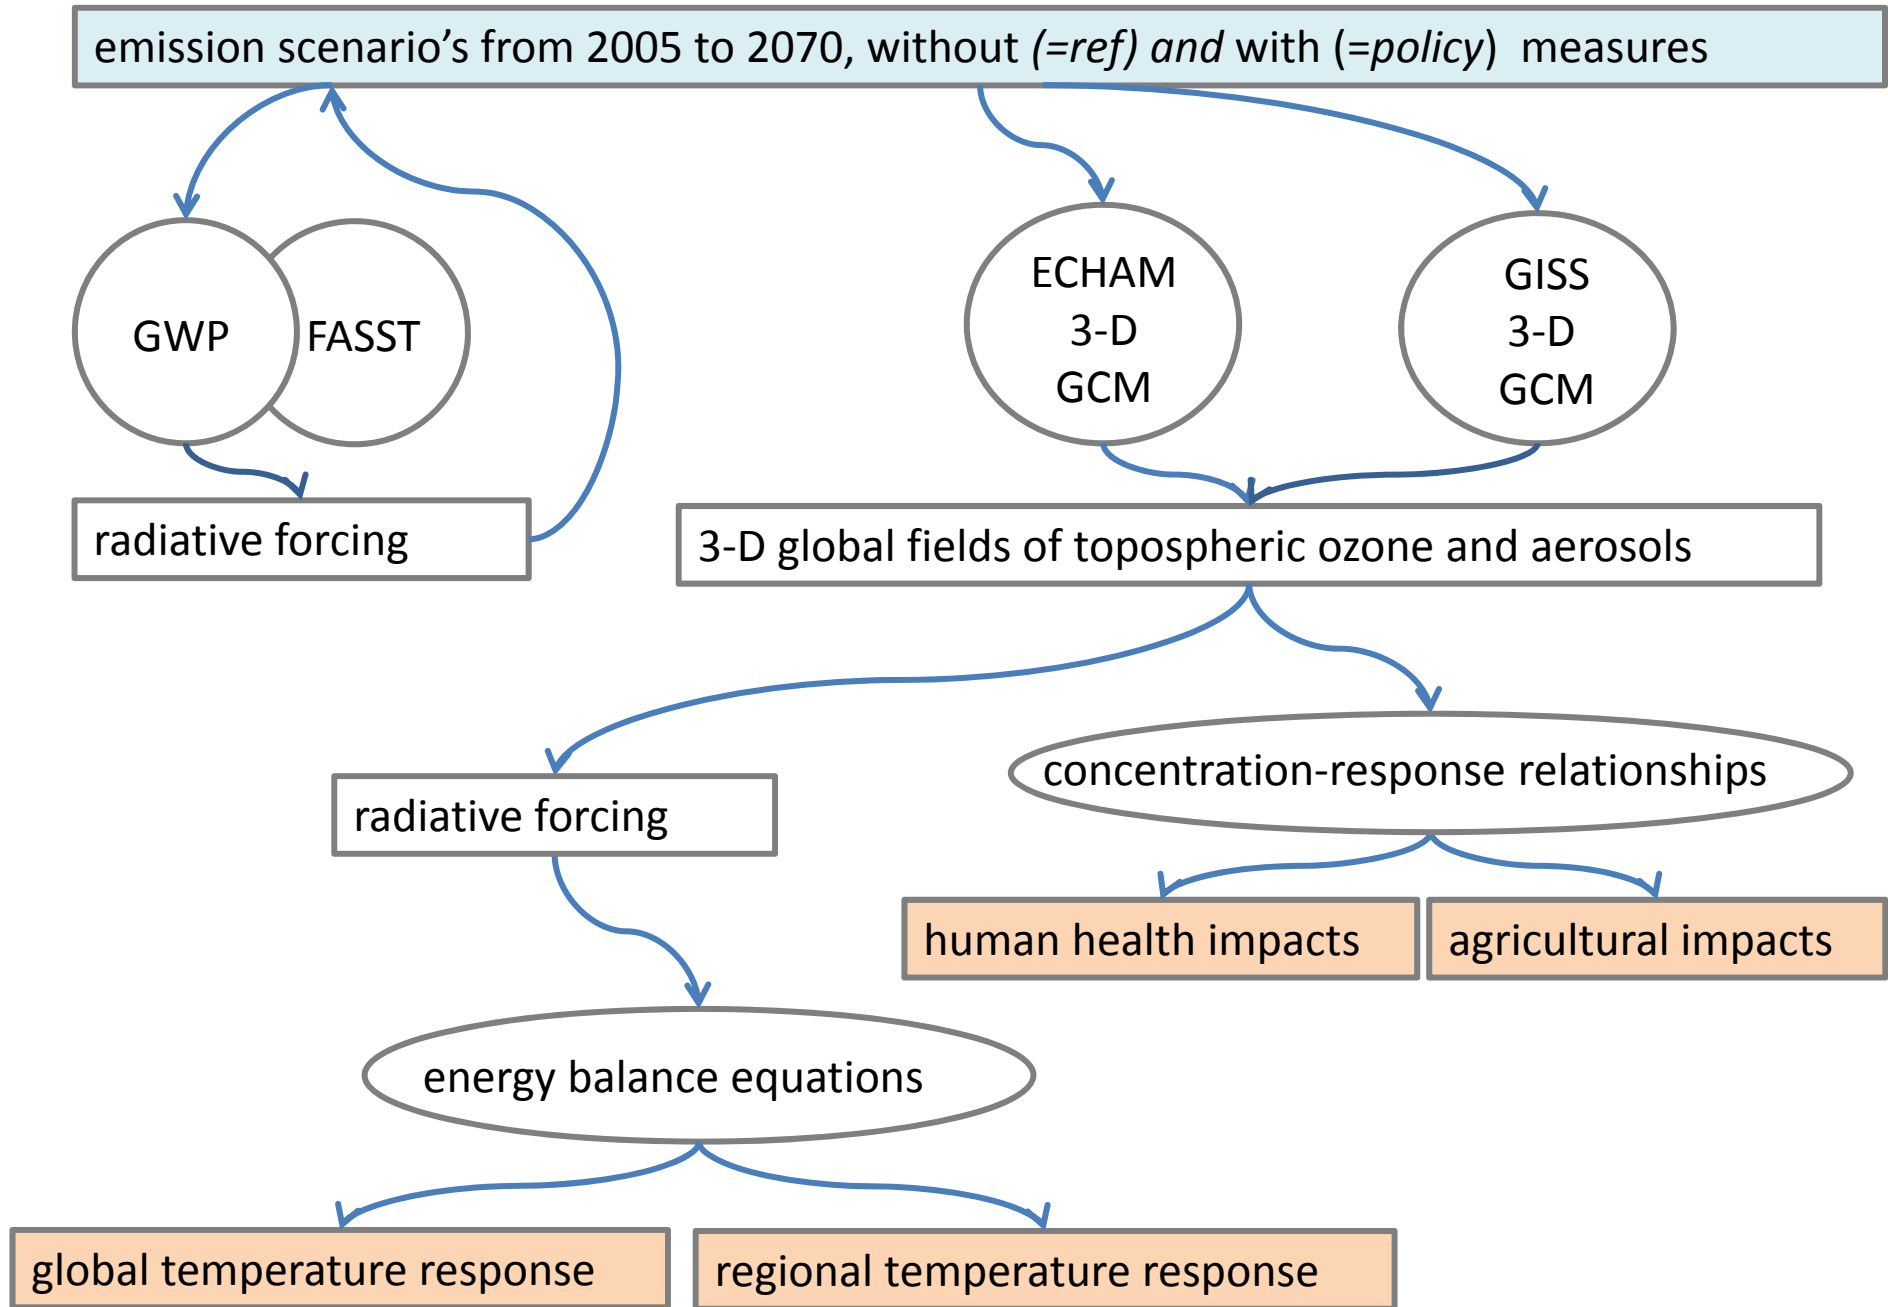 emission scenario’s from 2005 to 2070, without (=ref) and with (=policy) measures
GWP
FASST
ECHAM
3-D
GCM
GISS
3-D
GCM
radiative forcing
3-D global fields of topospheric ozone and aerosols
radiative forcing
concentration-response relationships
human health impacts
agricultural impacts
energy balance equations
global temperature response
regional temperature response